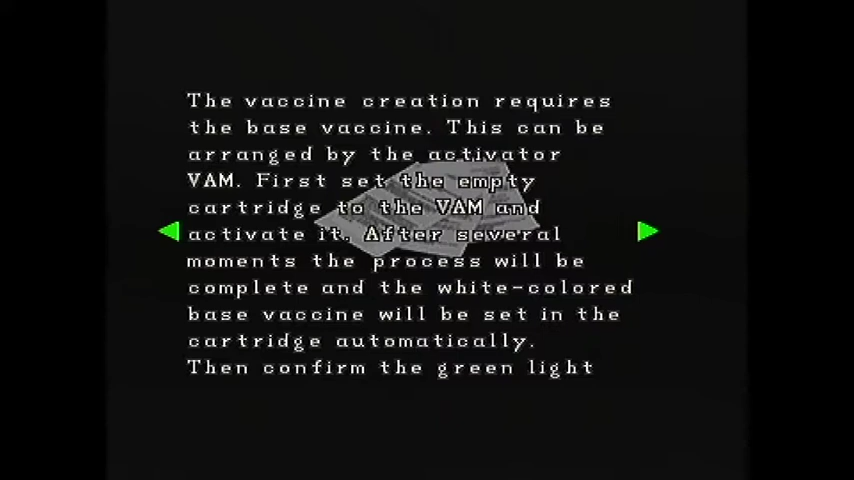 The vaccine creation requires
the base vaccine. This can be
arranged by the activator
VAM. First set the empty
cartridge to the VAM and
activate it. After several
moments the process will be
complete and the white-colored
base vaccine will be set in the
cartridge automatically.
Then confirm the green light